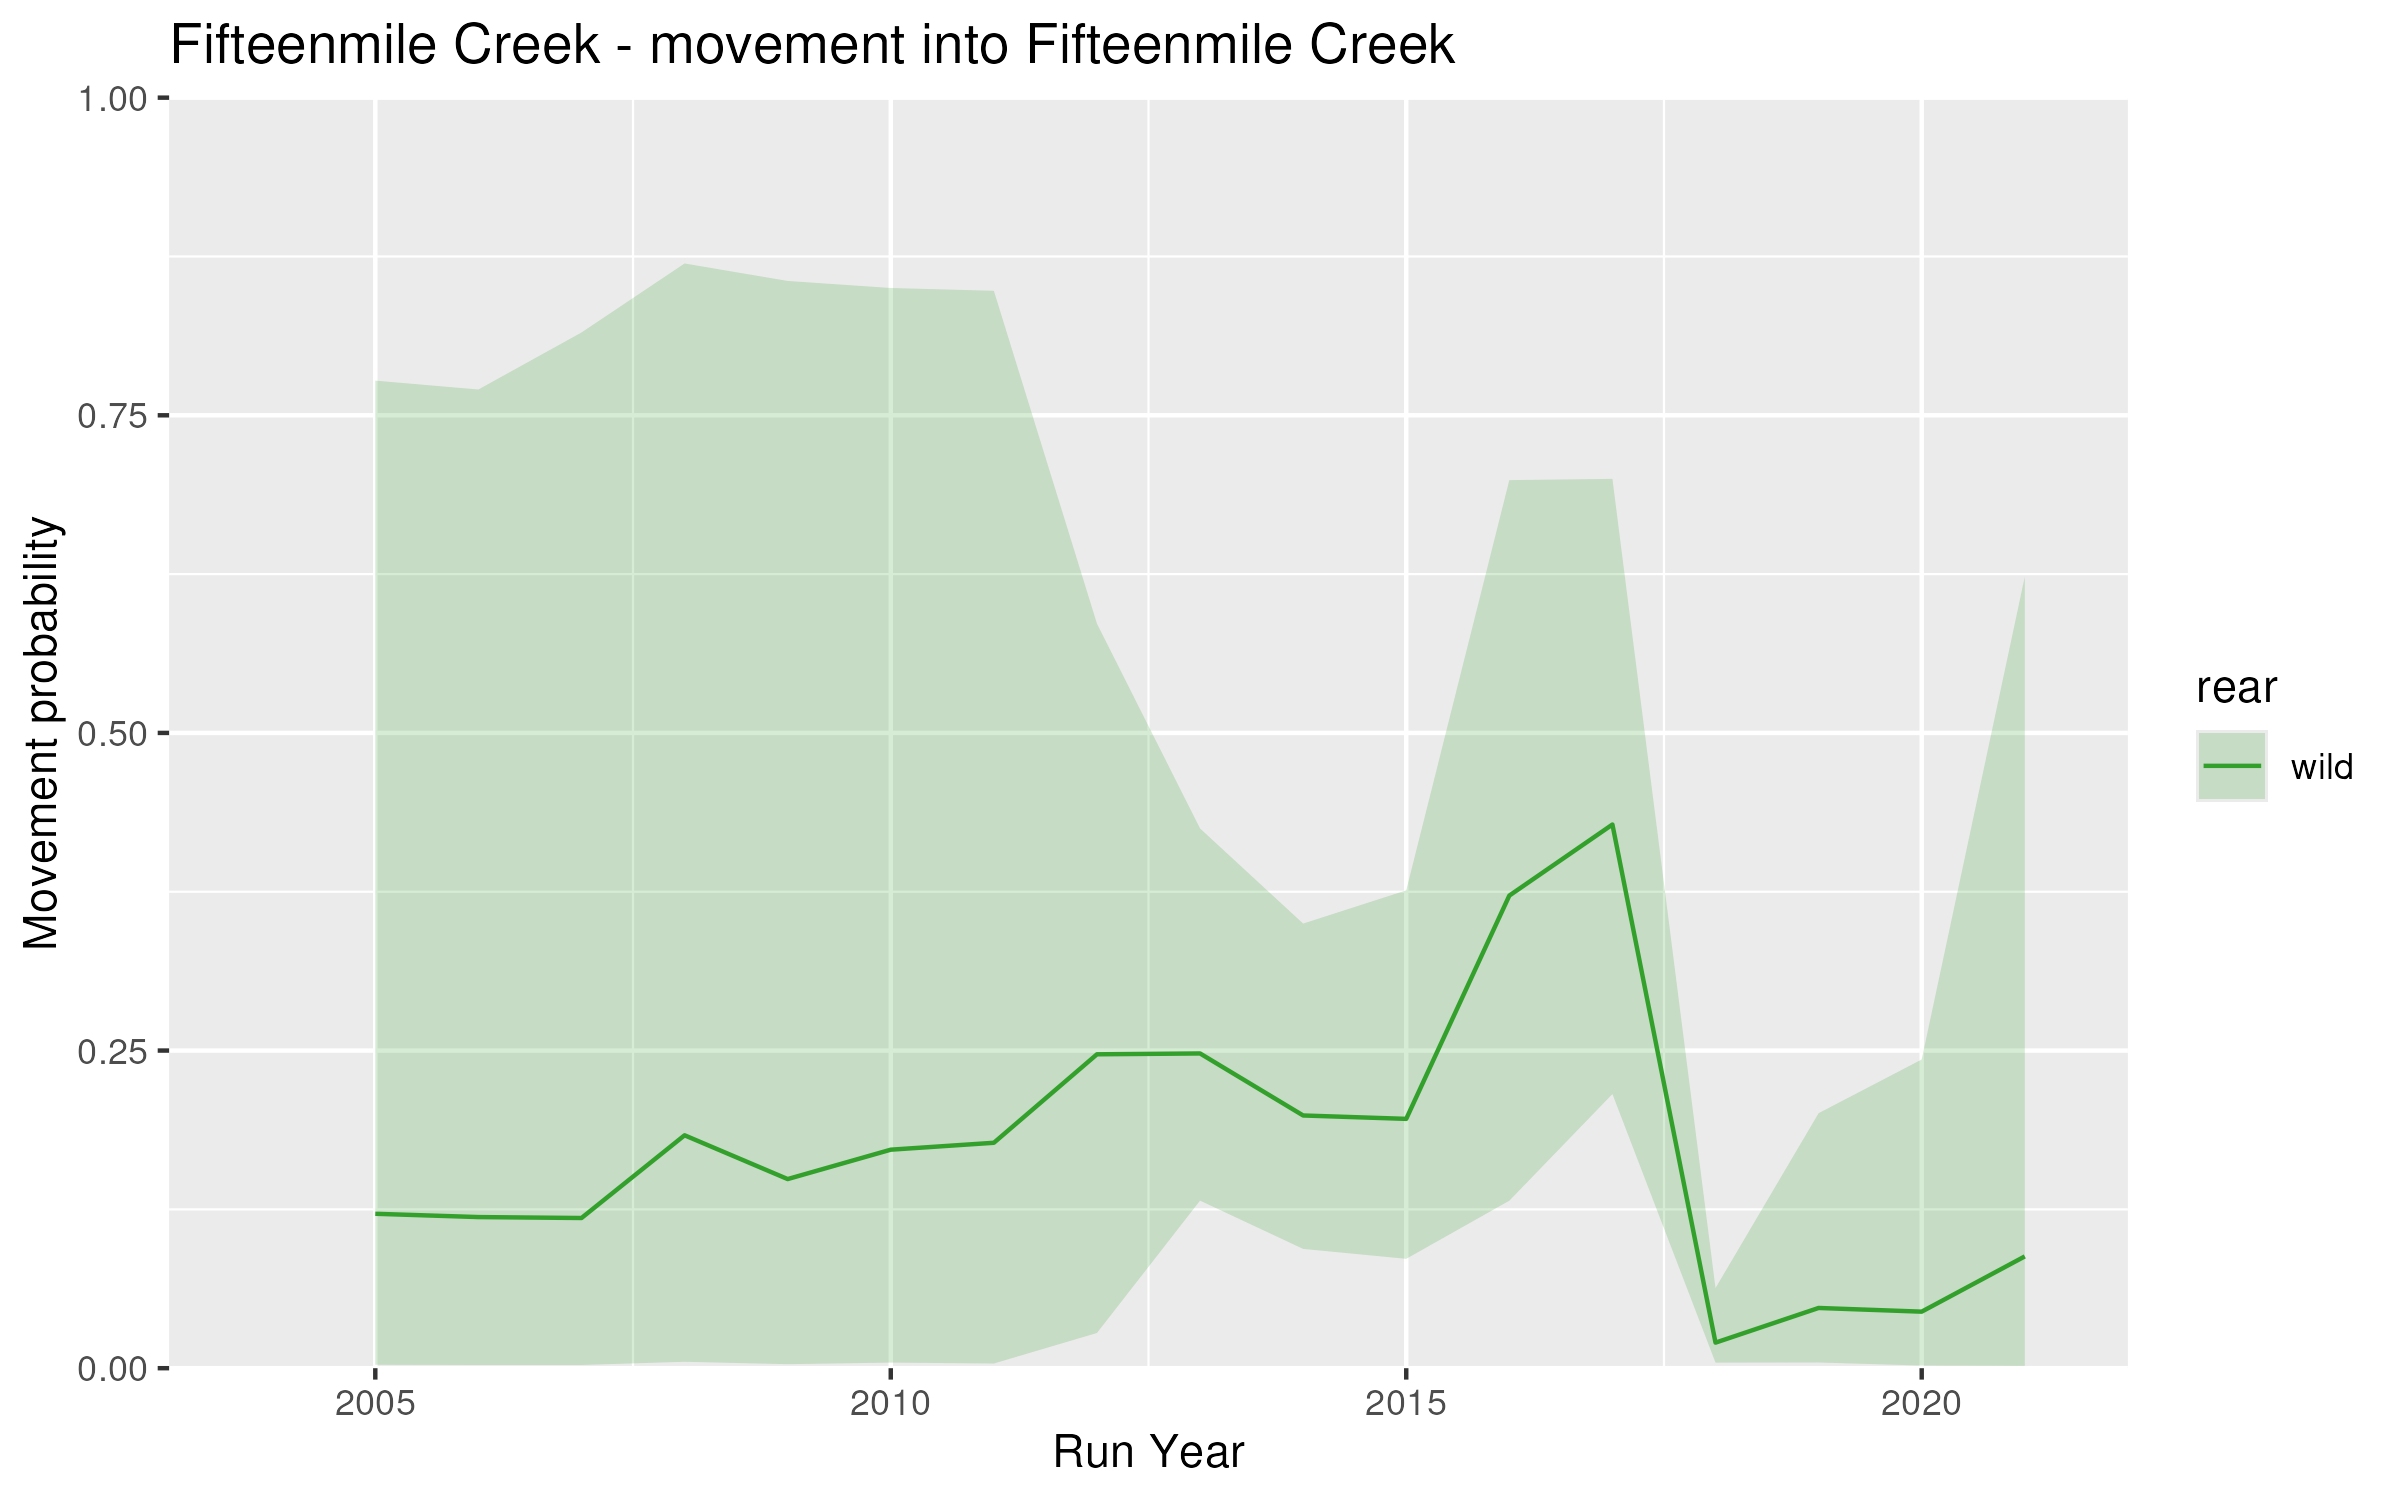 Fifteenmile Creek - movement into Fifteenmile Creek
Movement probability
1.00
0.75
0.50
0.25
0.00
2005 2010 2015 2020
Run Year
rear
wild